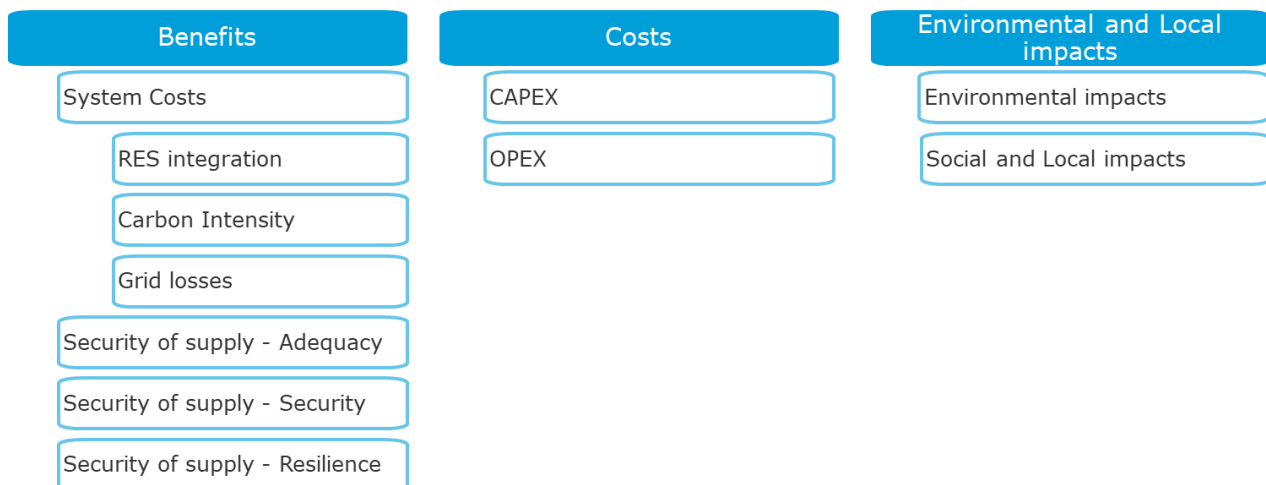 Benefits
System Costs
RES integration
Carbon Intensity
Grid losses
Security of supply - Adequacy
Security of supply - Security
Security of supply - Resilience
Costs
CAPEX
OPEX
Environmental and Local
impacts
Environmental impacts
Social and Local impacts